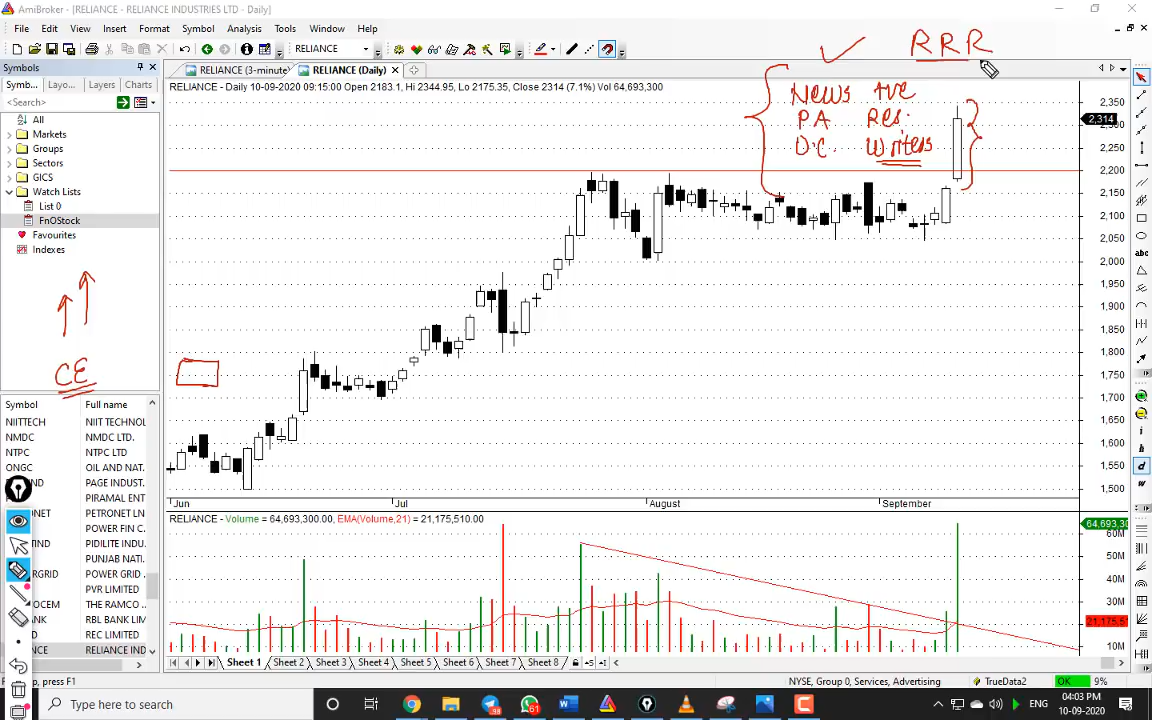 AmiBroker - [RELIANCE - RELIANCE INDUSTRIES LTD - Daily]
File Edit View Insert Format Symbol Analysis Tools Window Help
RELIANCE
Symbols
Symb... Layo... Layers Charts
<Search>
All
Markets
Groups
Sectors
GICS
Watch Lists
List 0
FnOStock
Favourites
Indexes
CE
Symbol Full name
NIITTECH NIIT TECHNOL
NMDC NMDC LTD.
NTPC NTPC LTD
ONGC OIL AND NAT.
PAGE INDUST.
PIRAMAL ENT
NET PETRONET LN
POWER FIN C
IND PIDILITE INDU
PUNJAB NATI.
RGRID POWER GRID
PVR LIMITED
OCEM THE RAMCO
RBL BANK LIM
REC LIMITED
NCE RELIANCE IND
p, press F1
RELIANCE (3-minute)
RELIANCE (Daily)
RELIANCE - Daily 10-09-2020 09:15:00 Open 2183.1, Hi 2344.95, Lo 2175.35, Close 2314 (7.1%) Vol 64,693,300
RRR
News +ve
PA Res.
O.C. Writers
2,350
2,314
2,300
2,250
2,200
2,150
2,100
2,050
2,000
1,950
1,900
1,850
1,800
1,750
1,700
1,650
1,600
1,550
1,500
Jun Jul August September
RELIANCE - Volume = 64,693,300.00, EMA(Volume,21) = 21,175,510.00
64,693,30
60M
50M
40M
30M
21,175,51
10M
Sheet 1 Sheet 2 Sheet 3 Sheet 4 Sheet 5 Sheet 6 Sheet 7 Sheet 8
NYSE, Group 0, Services, Advertising TrueData2 OK 9%
abc
i
h
d
w
Type here to search
98
61
ENG
04:03 PM
10-09-2020